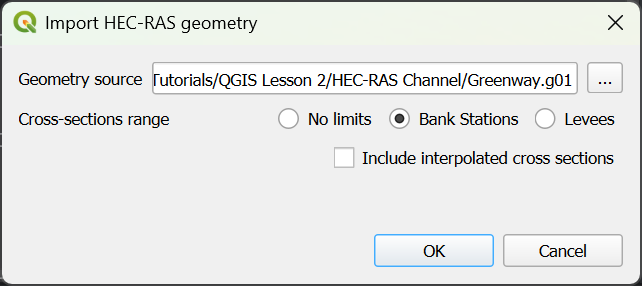 Import HEC-RAS geometry
Geometry source Tutorials/QGIS Lesson 2/HEC-RAS Channel/Greenway.g01 ...
Cross-sections range No limits Bank Stations Levees
Include interpolated cross sections
OK Cancel